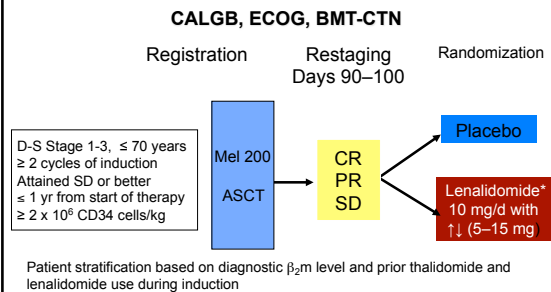 CALGB, ECOG, BMT-CTN
Registration
Restaging
Days 90–100
Randomization
D-S Stage 1-3, ≤ 70 years
≥ 2 cycles of induction
Attained SD or better
≤ 1 yr from start of therapy
≥ 2 x 10⁶ CD34 cells/kg
Mel 200
ASCT
CR
PR
SD
Placebo
Lenalidomide*
10 mg/d with
↑↓ (5–15 mg)
Patient stratification based on diagnostic β₂m level and prior thalidomide and
lenalidomide use during induction